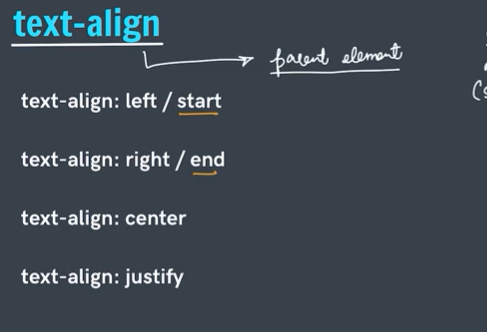 text-align
parent element
text-align: left / start
text-align: right / end
text-align: center
text-align: justify